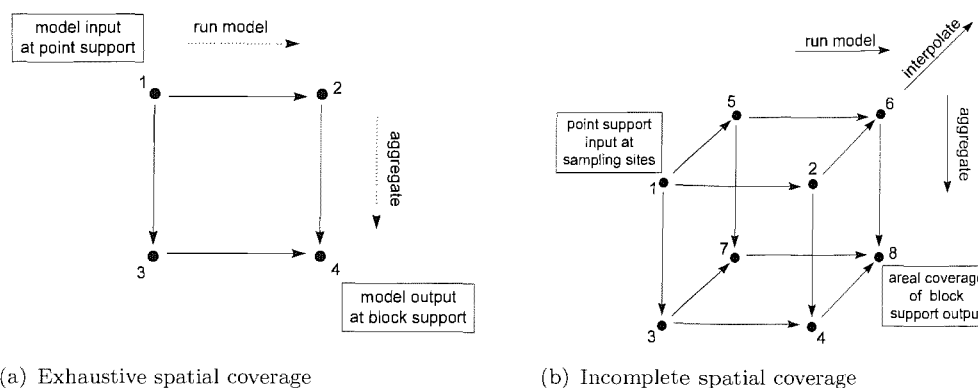 model input
at point support
run model
1
2
aggregate
3
4
model output
at block support
(a) Exhaustive spatial coverage
run model
interpolate
5
6
point support
input at
sampling sites
aggregate
1
2
7
8
areal coverage
of block
support output
3
4
(b) Incomplete spatial coverage